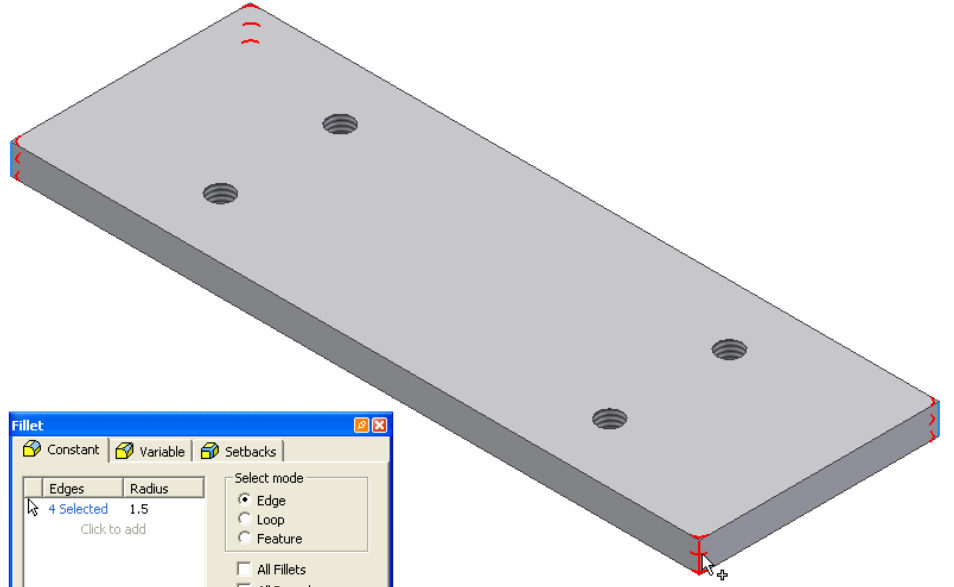 Fillet
Constant Variable Setbacks
Edges Radius
4 Selected 1.5
Click to add
Select mode
Edge
Loop
Feature
All Fillets